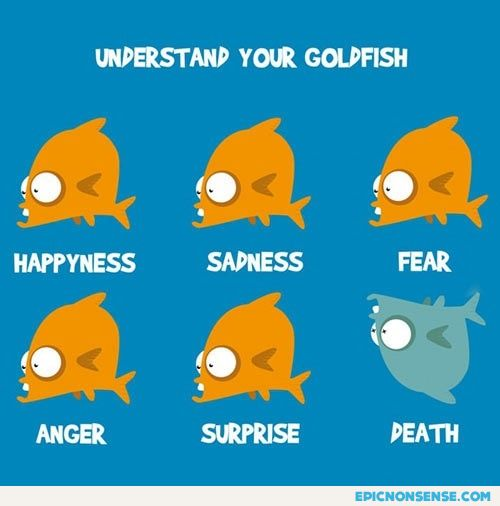 UNDERSTAND YOUR GOLDFISH
HAPPYNESS SADNESS FEAR
ANGER SURPRISE DEATH
EPICNONSENSE.COM